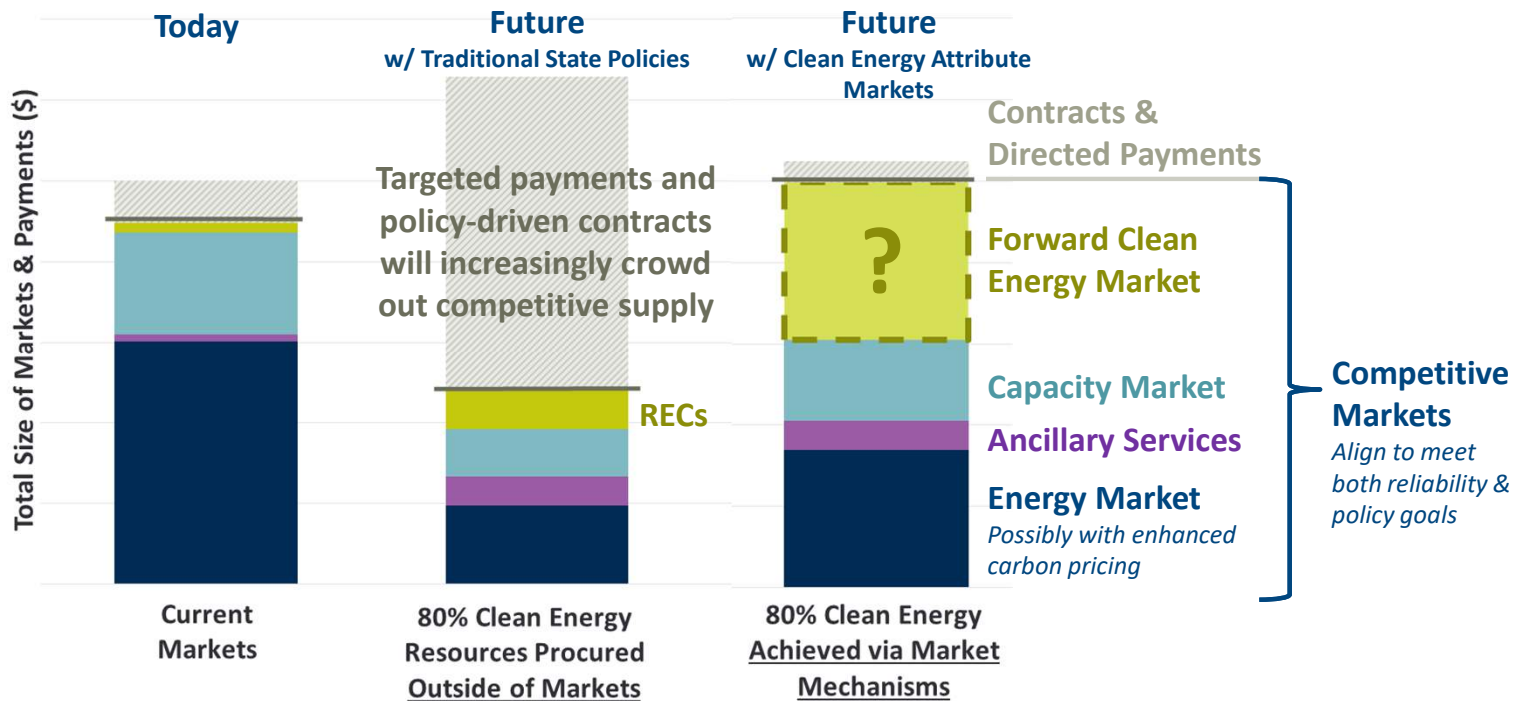 Total Size of Markets & Payments ($)
Today
Future
w/ Traditional State Policies
Future
w/ Clean Energy Attribute
Markets
Targeted payments and
policy-driven contracts
will increasingly crowd
out competitive supply
RECs
?
Contracts &
Directed Payments
Forward Clean
Energy Market
Capacity Market
Ancillary Services
Energy Market
Possibly with enhanced
carbon pricing
Competitive
Markets
Align to meet
both reliability &
policy goals
Current
Markets
80% Clean Energy
Resources Procured
Outside of Markets
80% Clean Energy
Achieved via Market
Mechanisms